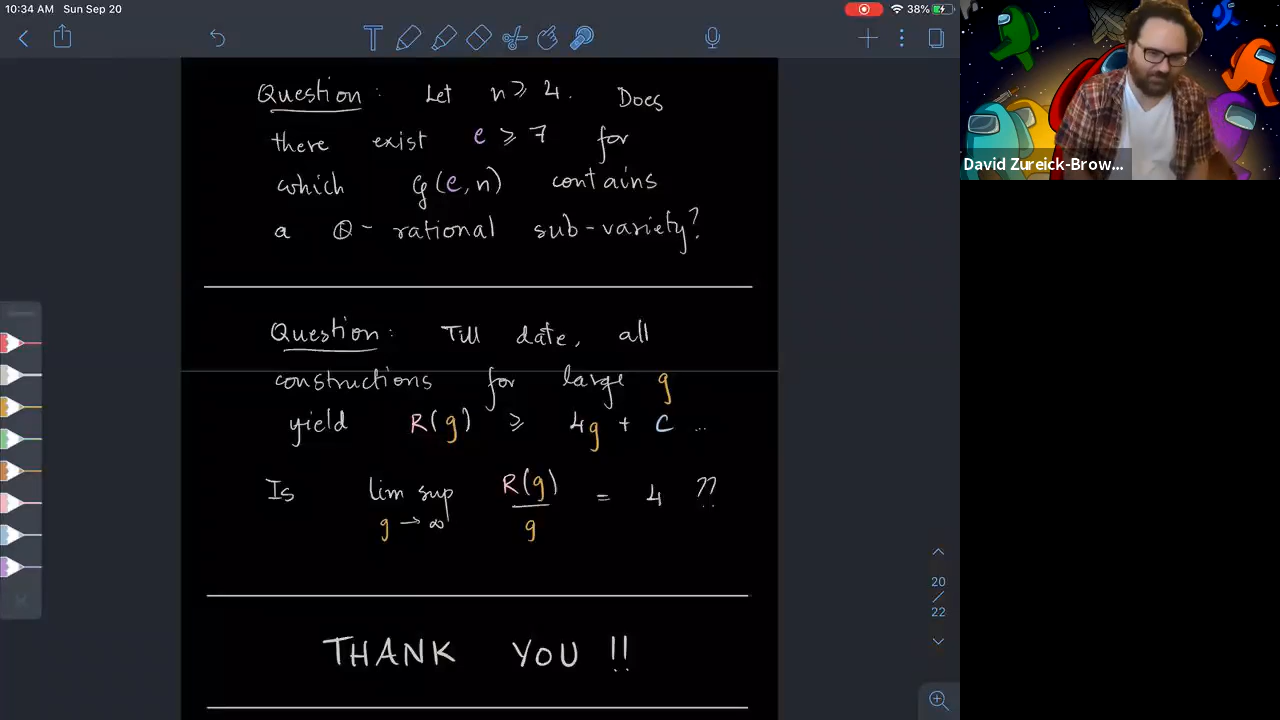 10:34 AM Sun Sep 20
38%
Question: Let n ≥ 4. Does
there exist e ≥ 7 for
which G(e, n) contains
a Q-rational sub-variety?
Question: Till date, all
constructions for large g
yield R(g) ≥ 4g + C ...
Is lim sup g → ∞ R(g) / g = 4 ??
THANK YOU !!
20
/
22
David Zureick-Brow...